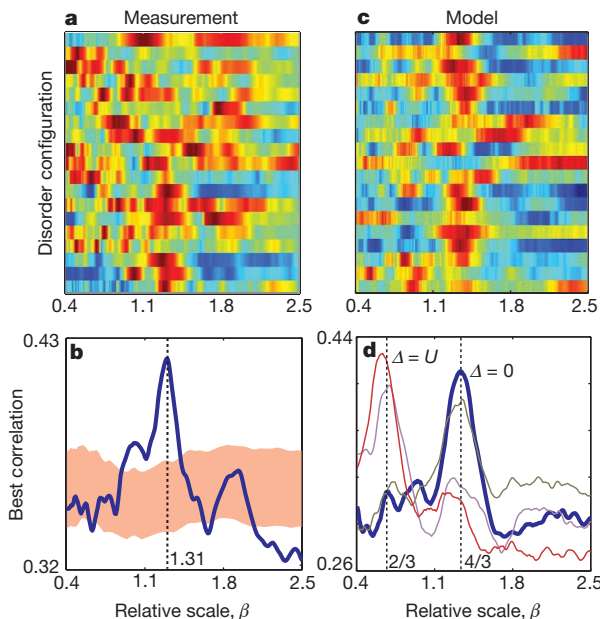 a Measurement
Disorder configuration
0.4 1.1 1.8 2.5
c Model
0.4 1.1 1.8 2.5
b
0.43
Best correlation
0.32
1.31
0.4 1.1 1.8 2.5
Relative scale, β
d
0.44
Δ = U
Δ = 0
0.26
2/3
4/3
0.4 1.1 1.8 2.5
Relative scale, β